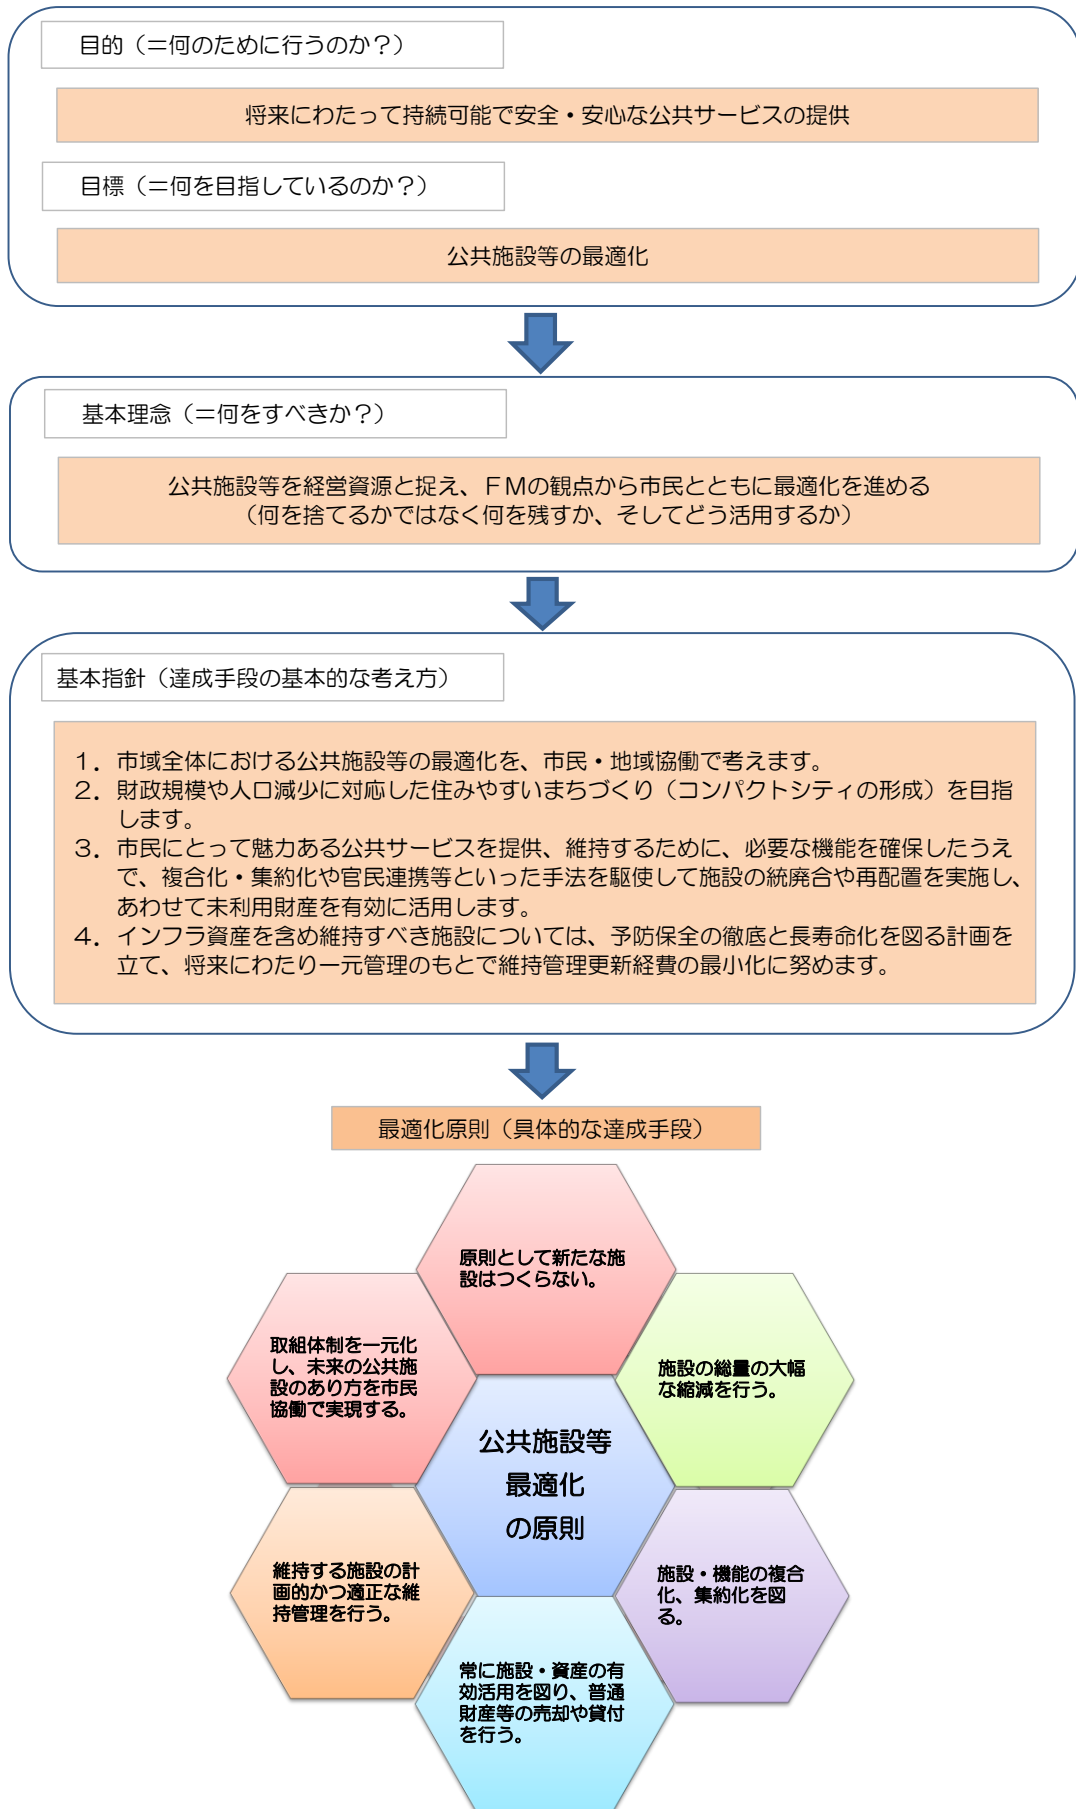 目的（＝何のために行うのか？）
将来にわたって持続可能で安全・安心な公共サービスの提供
目標（＝何を目指しているのか？）
公共施設等の最適化
基本理念（＝何をすべきか？）
公共施設等を経営資源と捉え、ＦＭの観点から市民とともに最適化を進める
（何を捨てるかではなく何を残すか、そしてどう活用するか）
基本指針（達成手段の基本的な考え方）
１．市域全体における公共施設等の最適化を、市民・地域協働で考えます。
２．財政規模や人口減少に対応した住みやすいまちづくり（コンパクトシティの形成）を目指
します。
３．市民にとって魅力ある公共サービスを提供、維持するために、必要な機能を確保したうえ
で、複合化・集約化や官民連携等といった手法を駆使して施設の統廃合や再配置を実施し、
あわせて未利用財産を有効に活用します。
４．インフラ資産を含め維持すべき施設については、予防保全の徹底と長寿命化を図る計画を
立て、将来にわたり一元管理のもとで維持管理更新経費の最小化に努めます。
最適化原則（具体的な達成手段）
原則として新たな施
設はつくらない。
施設の総量の大幅
な縮減を行う。
施設・機能の複合
化、集約化を図
る。
常に施設・資産の有
効活用を図り、普通
財産等の売却や貸付
を行う。
維持する施設の計
画的かつ適正な維
持管理を行う。
取組体制を一元化
し、未来の公共施
設のあり方を市民
協働で実現する。
公共施設等
最適化
の原則